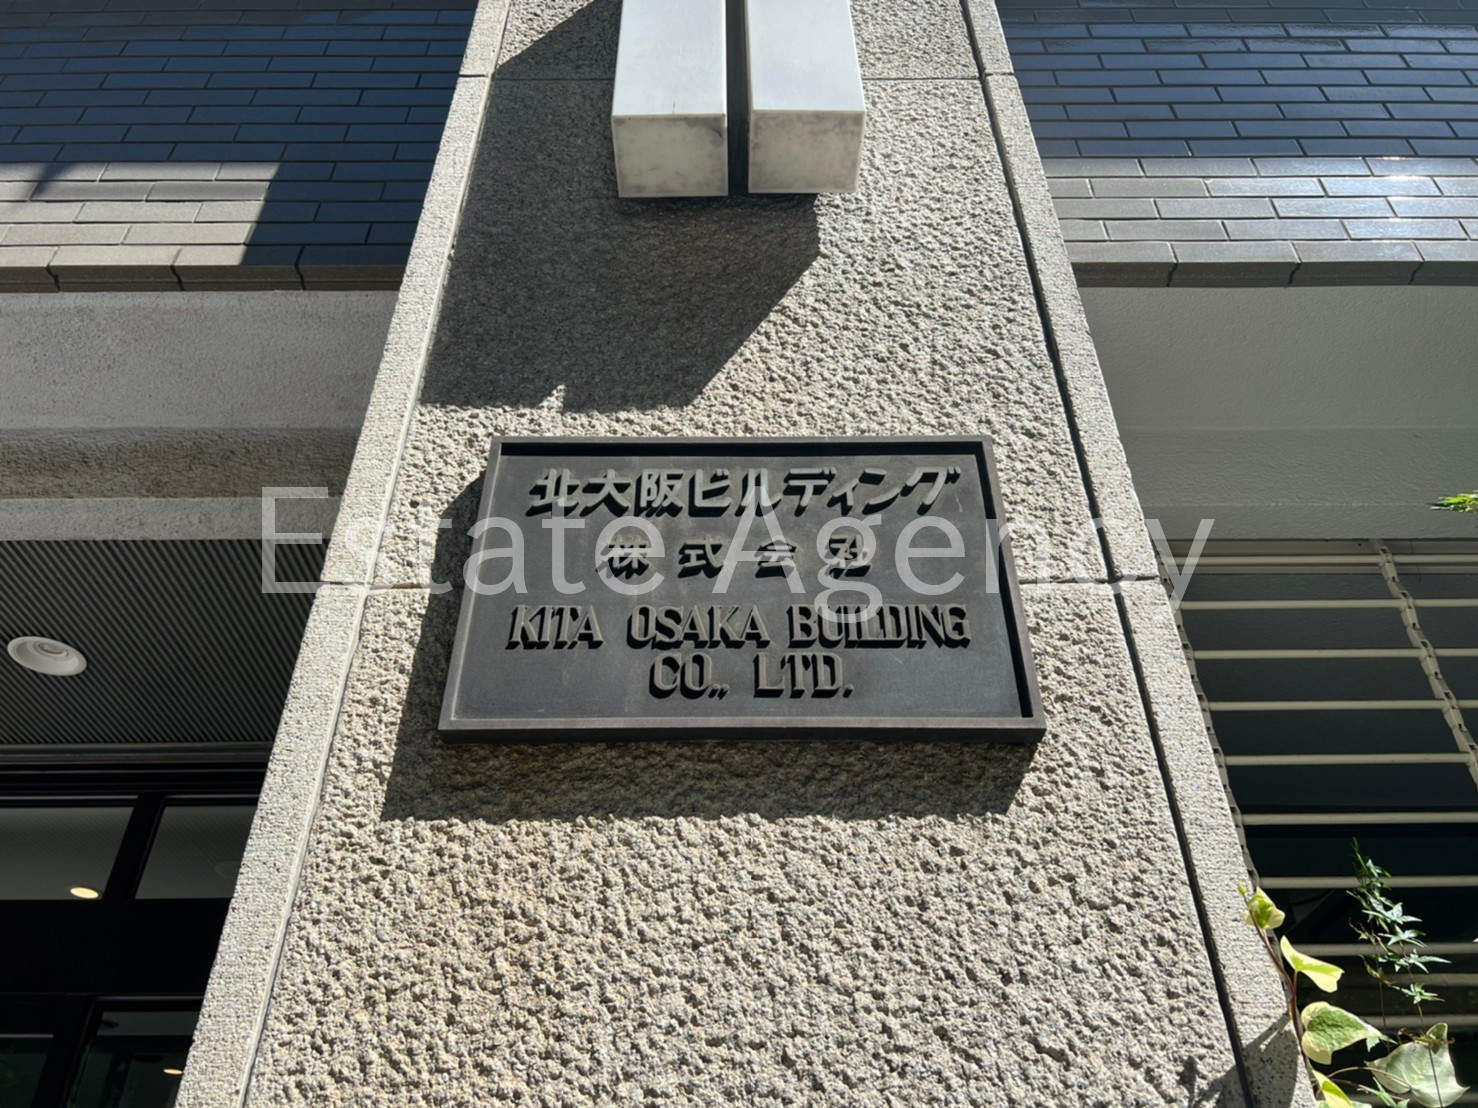 北大阪ビルディング
株式会社
KITA OSAKA BUILDING
CO., LTD.
Estate Agency